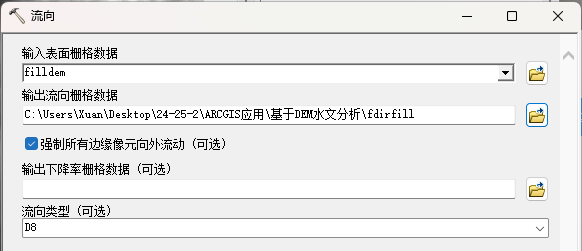 流向
输入表面栅格数据
filldem
输出流向栅格数据
C:\Users\Xuan\Desktop\24-25-2\ARCGIS应用\基于DEM水文分析\fdirfill
强制所有边缘像元向外流动（可选）
输出下降率栅格数据（可选）
流向类型（可选）
D8